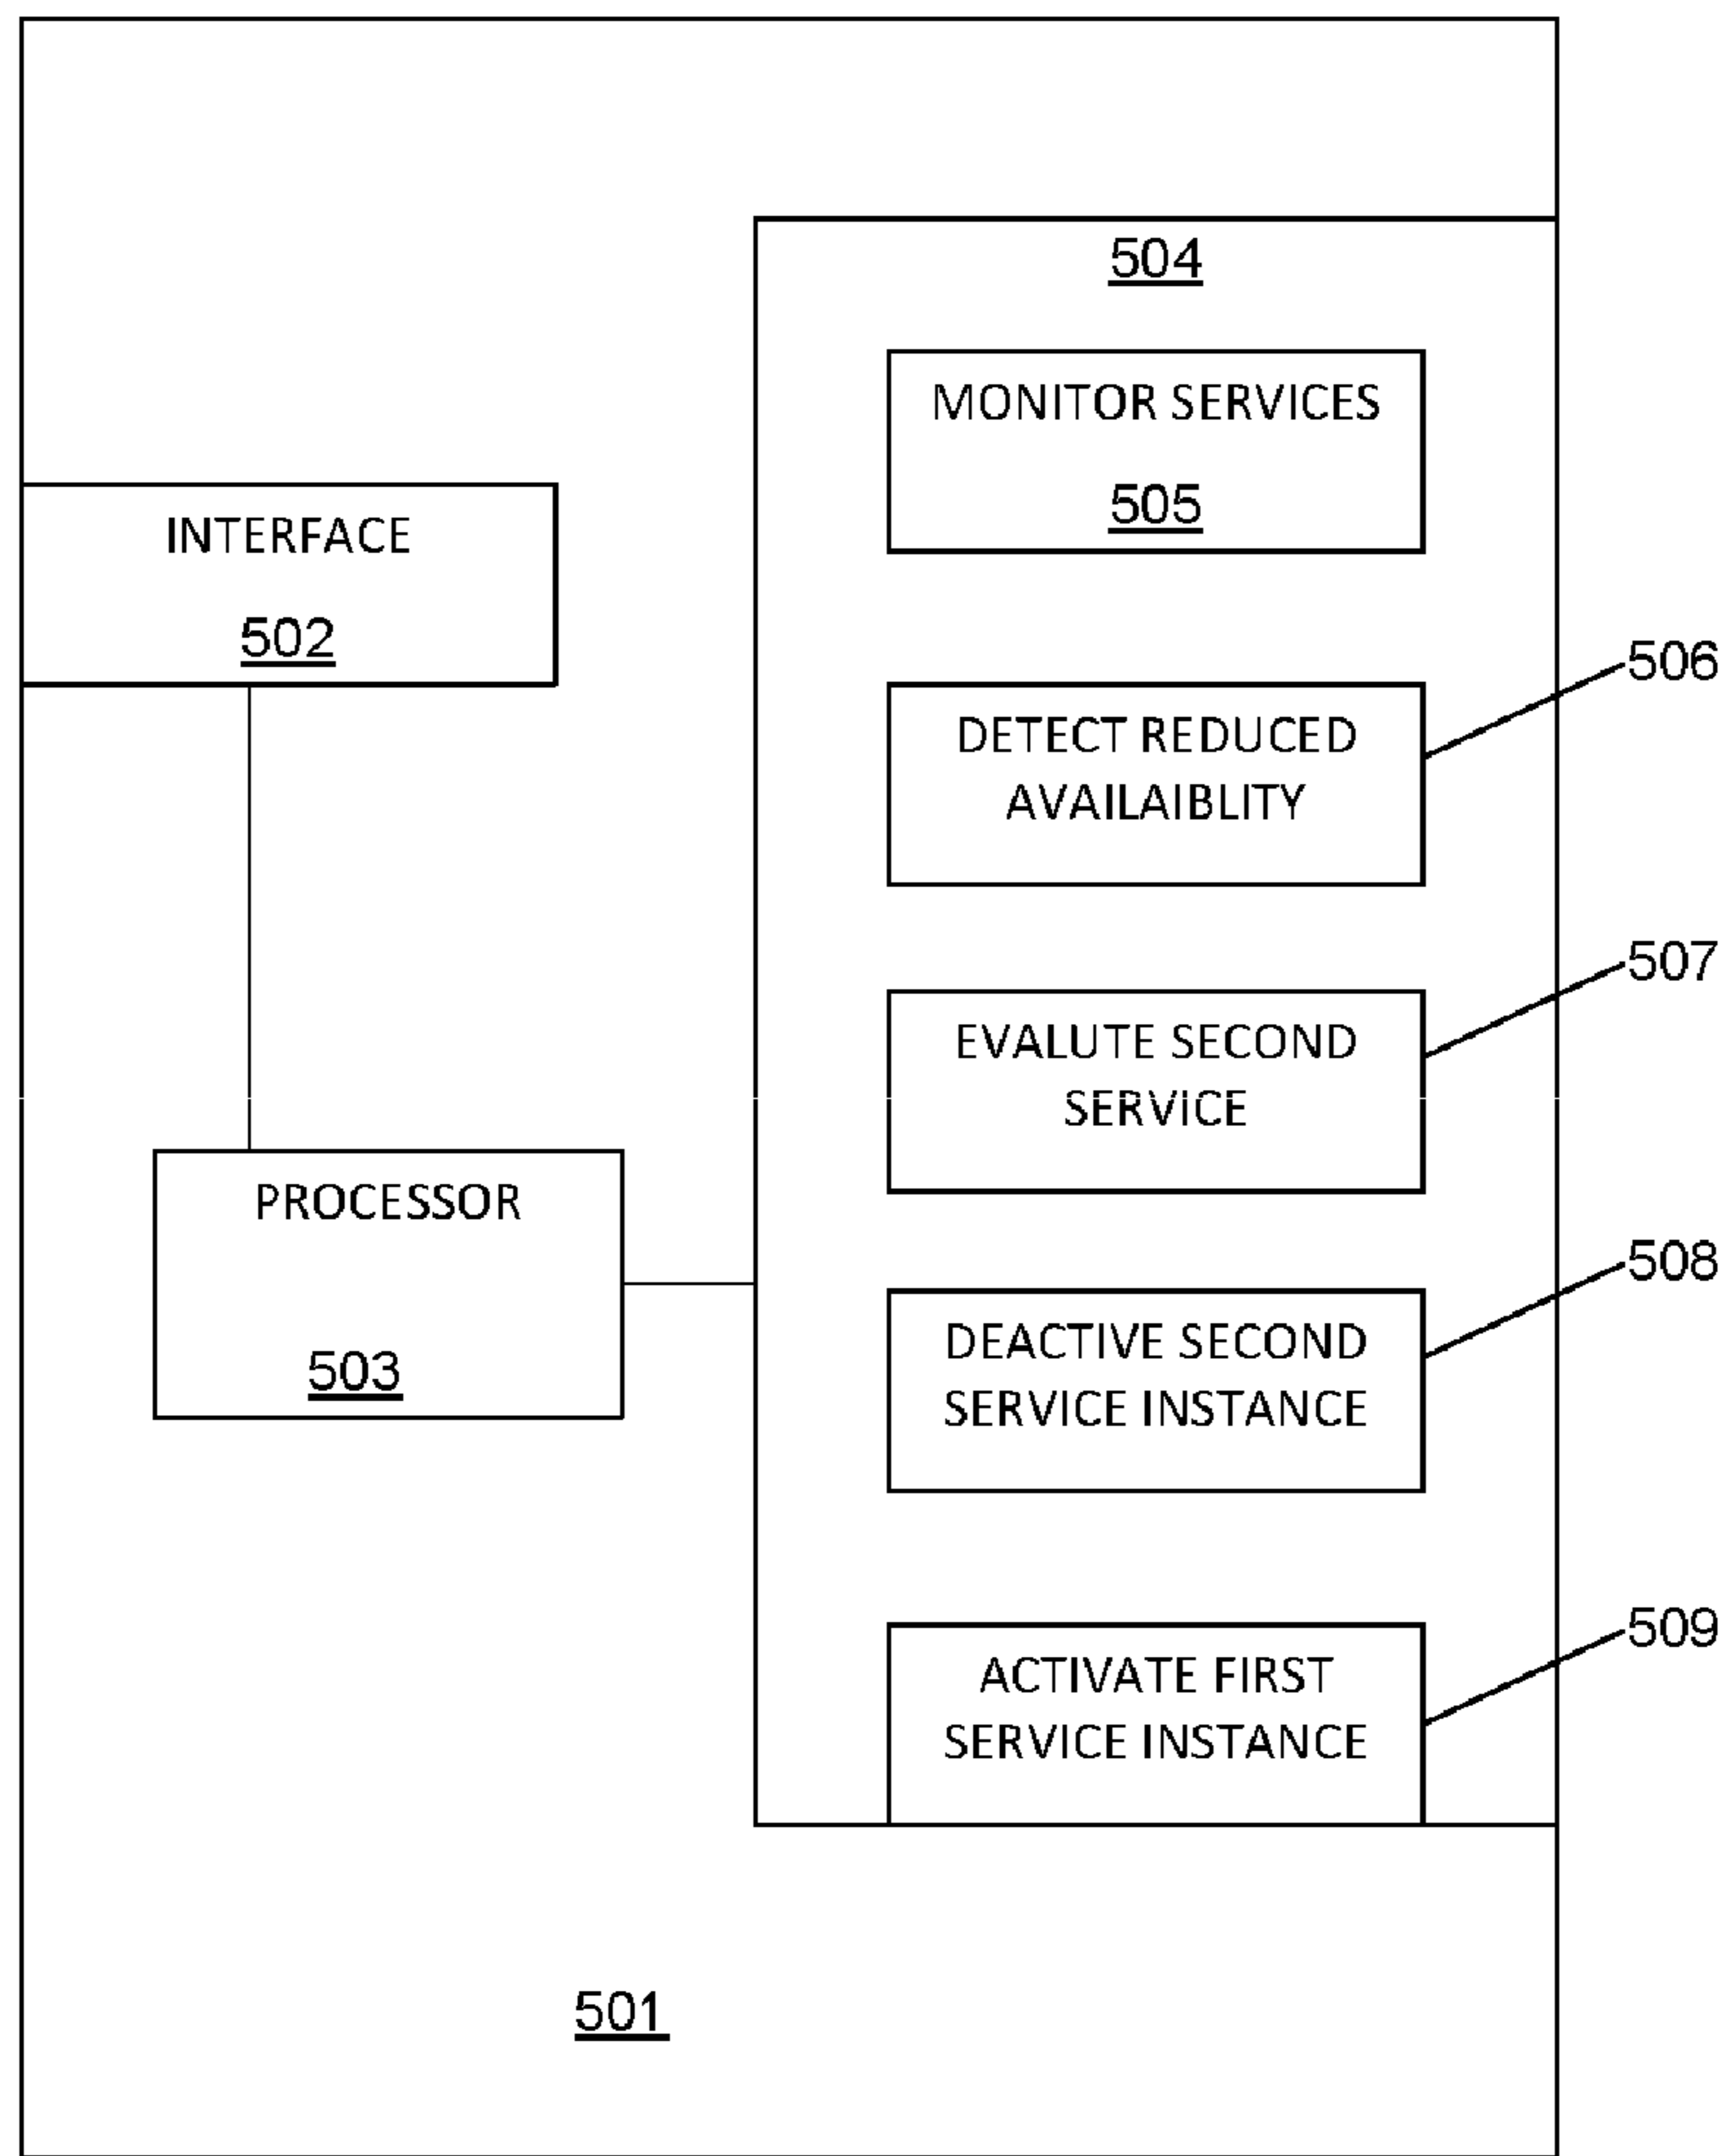 504
MONITOR SERVICES
505
INTERFACE
502
506
DETECT REDUCED
AVAILAIBLITY
507
EVALUTE SECOND
SERVICE
PROCESSOR
503
508
DEACTIVE SECOND
SERVICE INSTANCE
509
ACTIVATE FIRST
SERVICE INSTANCE
501